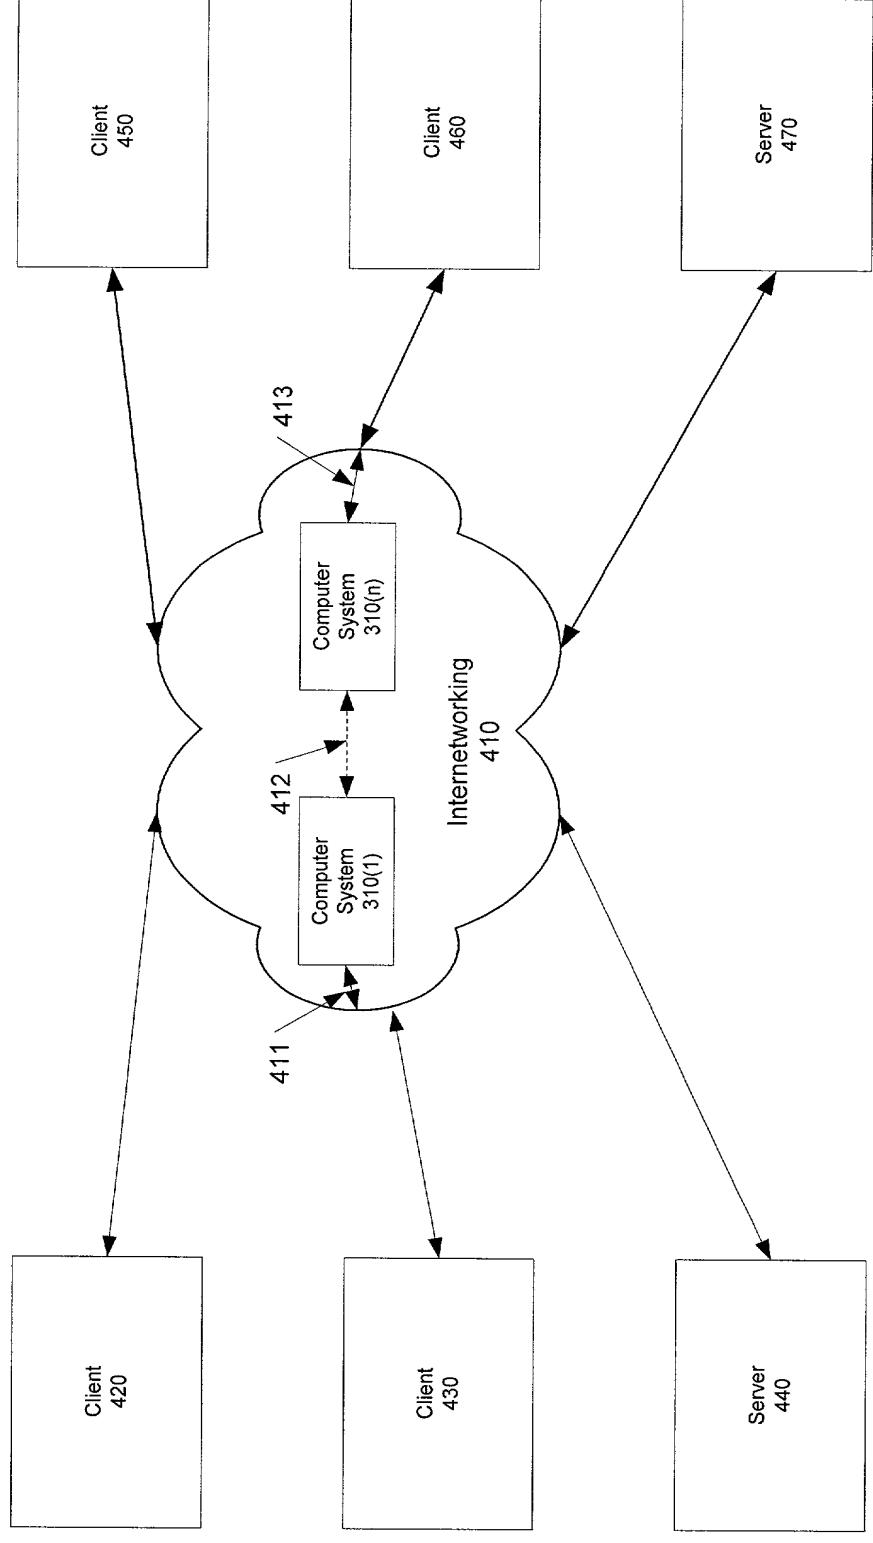 Client
420
Client
430
Server
440
411
Computer
System
310(1)
412
Computer
System
310(n)
413
Internetworking
410
Client
450
Client
460
Server
470